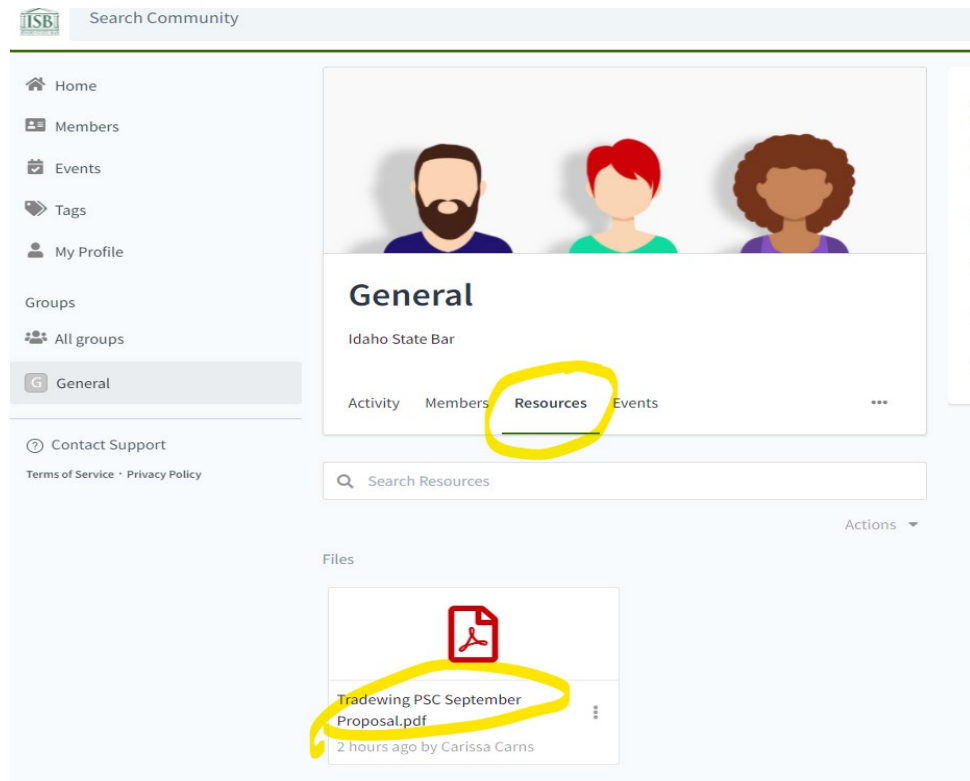 ISB
Search Community
Home
Members
Events
Tags
My Profile
Groups
All groups
G General
Contact Support
Terms of Service · Privacy Policy
General
Idaho State Bar
Activity Members Resources Events
Search Resources
Actions
Files
Tradewing PSC September
Proposal.pdf
2 hours ago by Carissa Carns